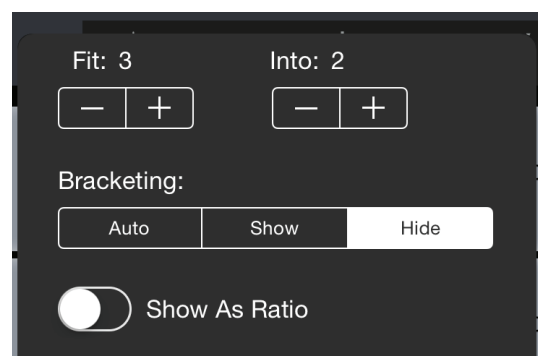 Fit: 3 Into: 2
− + − +
Bracketing:
Auto Show Hide
Show As Ratio